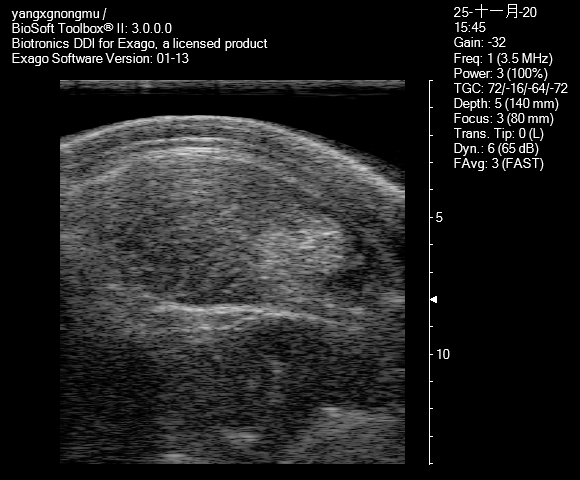 yangxgnongmu /
BioSoft Toolbox® II: 3.0.0.0
Biotronics DDI for Exago, a licensed product
Exago Software Version: 01-13
25-十一月-20
15:45
Gain: -32
Freq: 1 (3.5 MHz)
Power: 3 (100%)
TGC: 72/-16/-64/-72
Depth: 5 (140 mm)
Focus: 3 (80 mm)
Trans. Tip: 0 (L)
Dyn.: 6 (65 dB)
FAvg: 3 (FAST)
5
10